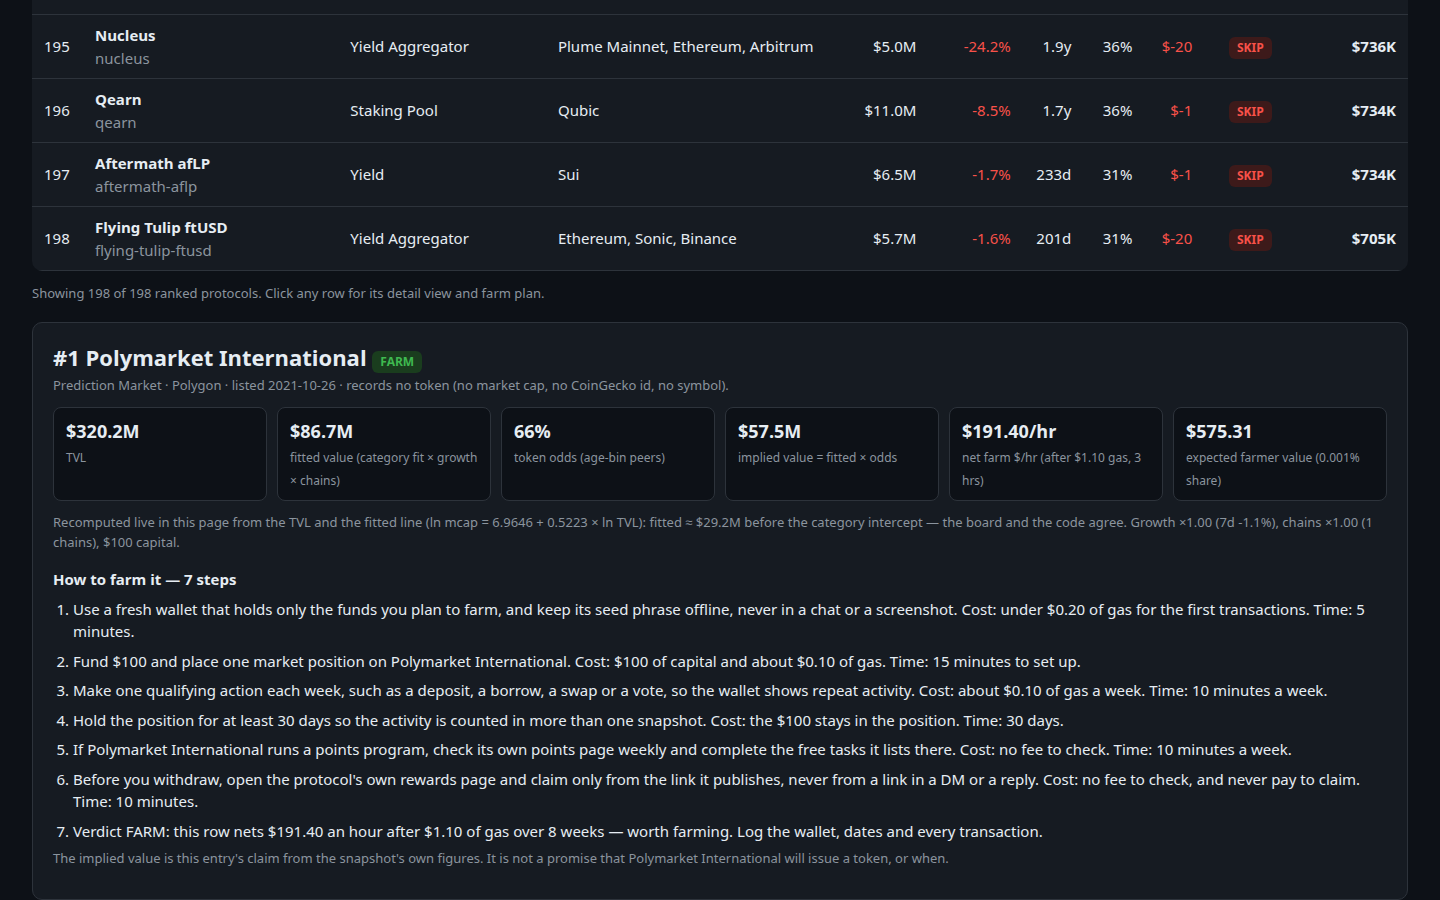 195 Nucleus Yield Aggregator Plume Mainnet, Ethereum, Arbitrum $5.0M -24.2% 1.9y 36% $-20 SKIP $736K
nucleus
196 Qearn Staking Pool Qubic $11.0M -8.5% 1.7y 36% $-1 SKIP $734K
qearn
197 Aftermath afLP Yield Sui $6.5M -1.7% 233d 31% $-1 SKIP $734K
aftermath-aflp
198 Flying Tulip ftUSD Yield Aggregator Ethereum, Sonic, Binance $5.7M -1.6% 201d 31% $-20 SKIP $705K
flying-tulip-ftusd
Showing 198 of 198 ranked protocols. Click any row for its detail view and farm plan.
#1 Polymarket International FARM
Prediction Market · Polygon · listed 2021-10-26 · records no token (no market cap, no CoinGecko id, no symbol).
$320.2M
TVL
$86.7M
fitted value (category fit × growth
× chains)
66%
token odds (age-bin peers)
$57.5M
implied value = fitted × odds
$191.40/hr
net farm $/hr (after $1.10 gas, 3
hrs)
$575.31
expected farmer value (0.001%
share)
Recomputed live in this page from the TVL and the fitted line (ln mcap = 6.9646 + 0.5223 × ln TVL): fitted ≈ $29.2M before the category intercept — the board and the code agree. Growth ×1.00 (7d -1.1%), chains ×1.00 (1
chains), $100 capital.
How to farm it — 7 steps
1. Use a fresh wallet that holds only the funds you plan to farm, and keep its seed phrase offline, never in a chat or a screenshot. Cost: under $0.20 of gas for the first transactions. Time: 5
minutes.
2. Fund $100 and place one market position on Polymarket International. Cost: $100 of capital and about $0.10 of gas. Time: 15 minutes to set up.
3. Make one qualifying action each week, such as a deposit, a borrow, a swap or a vote, so the wallet shows repeat activity. Cost: about $0.10 of gas a week. Time: 10 minutes a week.
4. Hold the position for at least 30 days so the activity is counted in more than one snapshot. Cost: the $100 stays in the position. Time: 30 days.
5. If Polymarket International runs a points program, check its own points page weekly and complete the free tasks it lists there. Cost: no fee to check. Time: 10 minutes a week.
6. Before you withdraw, open the protocol's own rewards page and claim only from the link it publishes, never from a link in a DM or a reply. Cost: no fee to check, and never pay to claim.
Time: 10 minutes.
7. Verdict FARM: this row nets $191.40 an hour after $1.10 of gas over 8 weeks — worth farming. Log the wallet, dates and every transaction.
The implied value is this entry's claim from the snapshot's own figures. It is not a promise that Polymarket International will issue a token, or when.